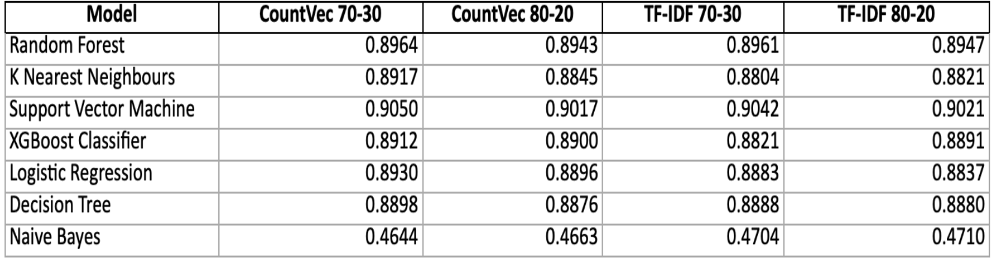 Model CountVec 70-30 CountVec 80-20 TF-IDF 70-30 TF-IDF 80-20
Random Forest 0.8964 0.8943 0.8961 0.8947
K Nearest Neighbours 0.8917 0.8845 0.8804 0.8821
Support Vector Machine 0.9050 0.9017 0.9042 0.9021
XGBoost Classifier 0.8912 0.8900 0.8821 0.8891
Logistic Regression 0.8930 0.8896 0.8883 0.8837
Decision Tree 0.8898 0.8876 0.8888 0.8880
Naive Bayes 0.4644 0.4663 0.4704 0.4710